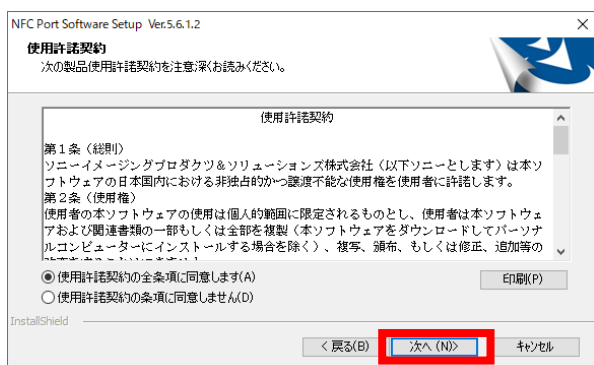 NFC Port Software Setup Ver.5.6.1.2
使用許諾契約
次の製品使用許諾契約を注意深くお読みください。
使用許諾契約
第1条（総則）
ソニーイメージングプロダクツ＆ソリューションズ株式会社（以下ソニーとします）は本ソ
フトウェアの日本国内における非独占的かつ譲渡不能な使用権を使用者に許諾します。
第2条（使用権）
使用者の本ソフトウェアの使用は個人的範囲に限定されるものとし、使用者は本ソフトウェ
アおよび関連書類の一部もしくは全部を複製（本ソフトウェアをダウンロードしてパーソナ
ルコンピューターにインストールする場合を除く）、複写、頒布、もしくは修正、追加等の
使用許諾契約の全条項に同意します(A)
印刷(P)
使用許諾契約の条項に同意しません(D)
InstallShield
< 戻る(B)
次へ (N)>
キャンセル